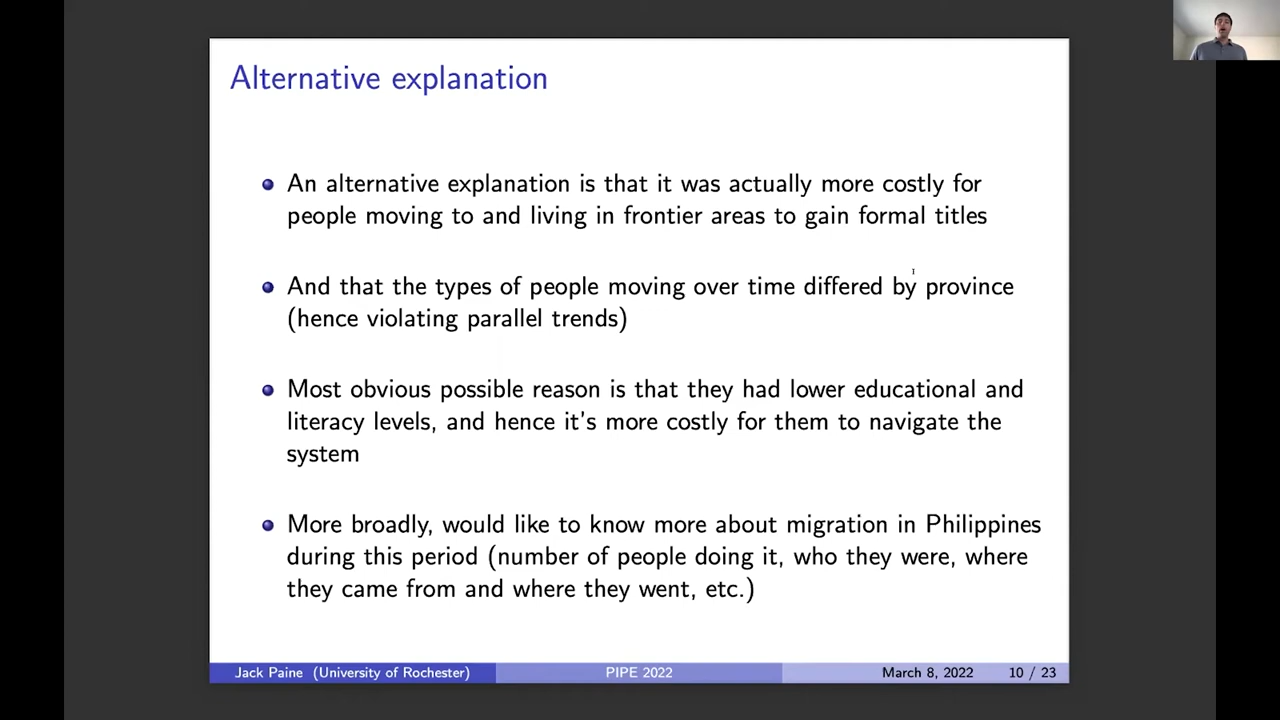 Alternative explanation
An alternative explanation is that it was actually more costly for
people moving to and living in frontier areas to gain formal titles
And that the types of people moving over time differed by province
(hence violating parallel trends)
Most obvious possible reason is that they had lower educational and
literacy levels, and hence it's more costly for them to navigate the
system
More broadly, would like to know more about migration in Philippines
during this period (number of people doing it, who they were, where
they came from and where they went, etc.)
Jack Paine (University of Rochester) PIPE 2022 March 8, 2022 10 / 23